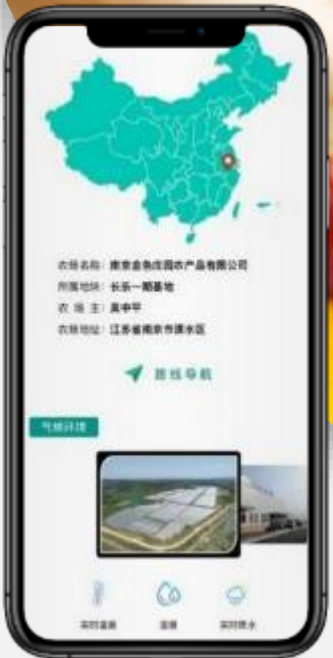 农场名称: 南京金色庄园农产品有限公司
所属地块: 长乐一期基地
农 场 主: 吴中平
农场地址: 江苏省南京市溧水区
路线导航
气候环境
实时温度
湿度
实时降水